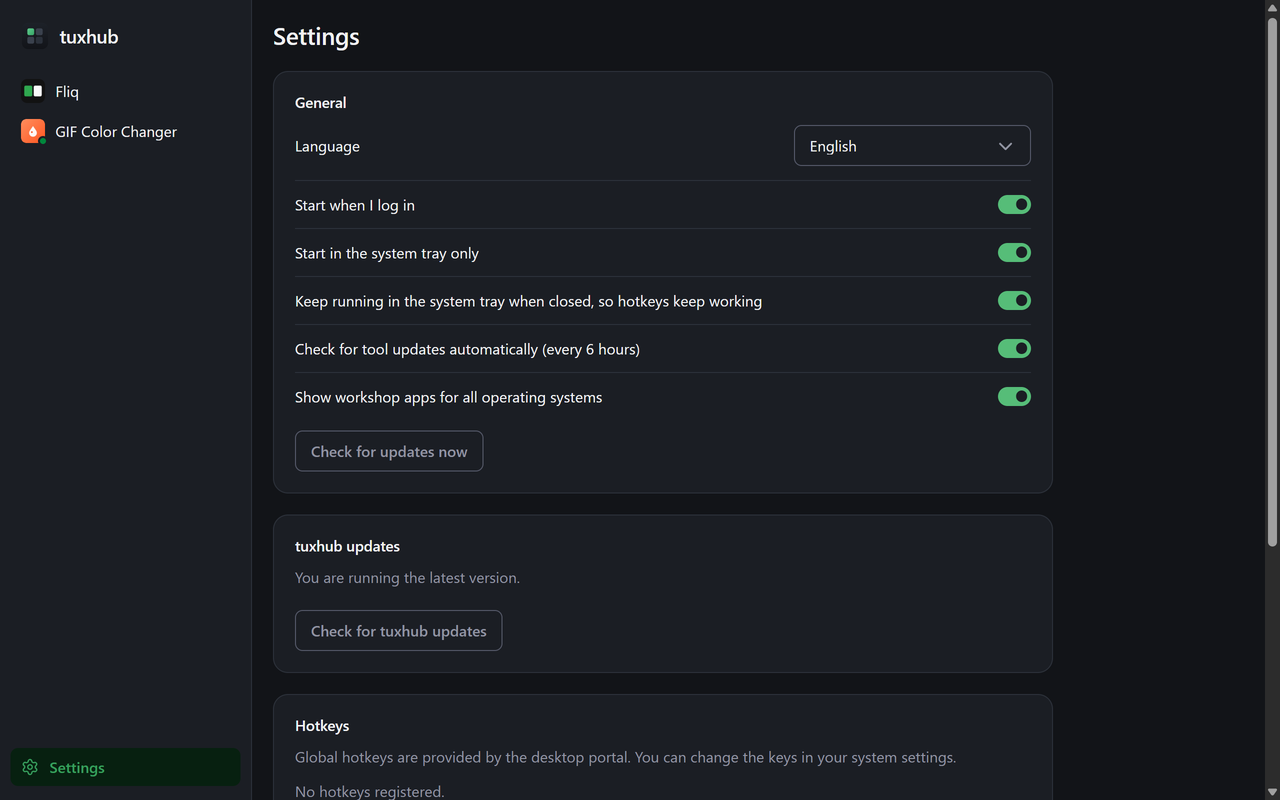 tuxhub
Fliq
GIF Color Changer
Settings
Settings
General
Language
English
Start when I log in
Start in the system tray only
Keep running in the system tray when closed, so hotkeys keep working
Check for tool updates automatically (every 6 hours)
Show workshop apps for all operating systems
Check for updates now
tuxhub updates
You are running the latest version.
Check for tuxhub updates
Hotkeys
Global hotkeys are provided by the desktop portal. You can change the keys in your system settings.
No hotkeys registered.